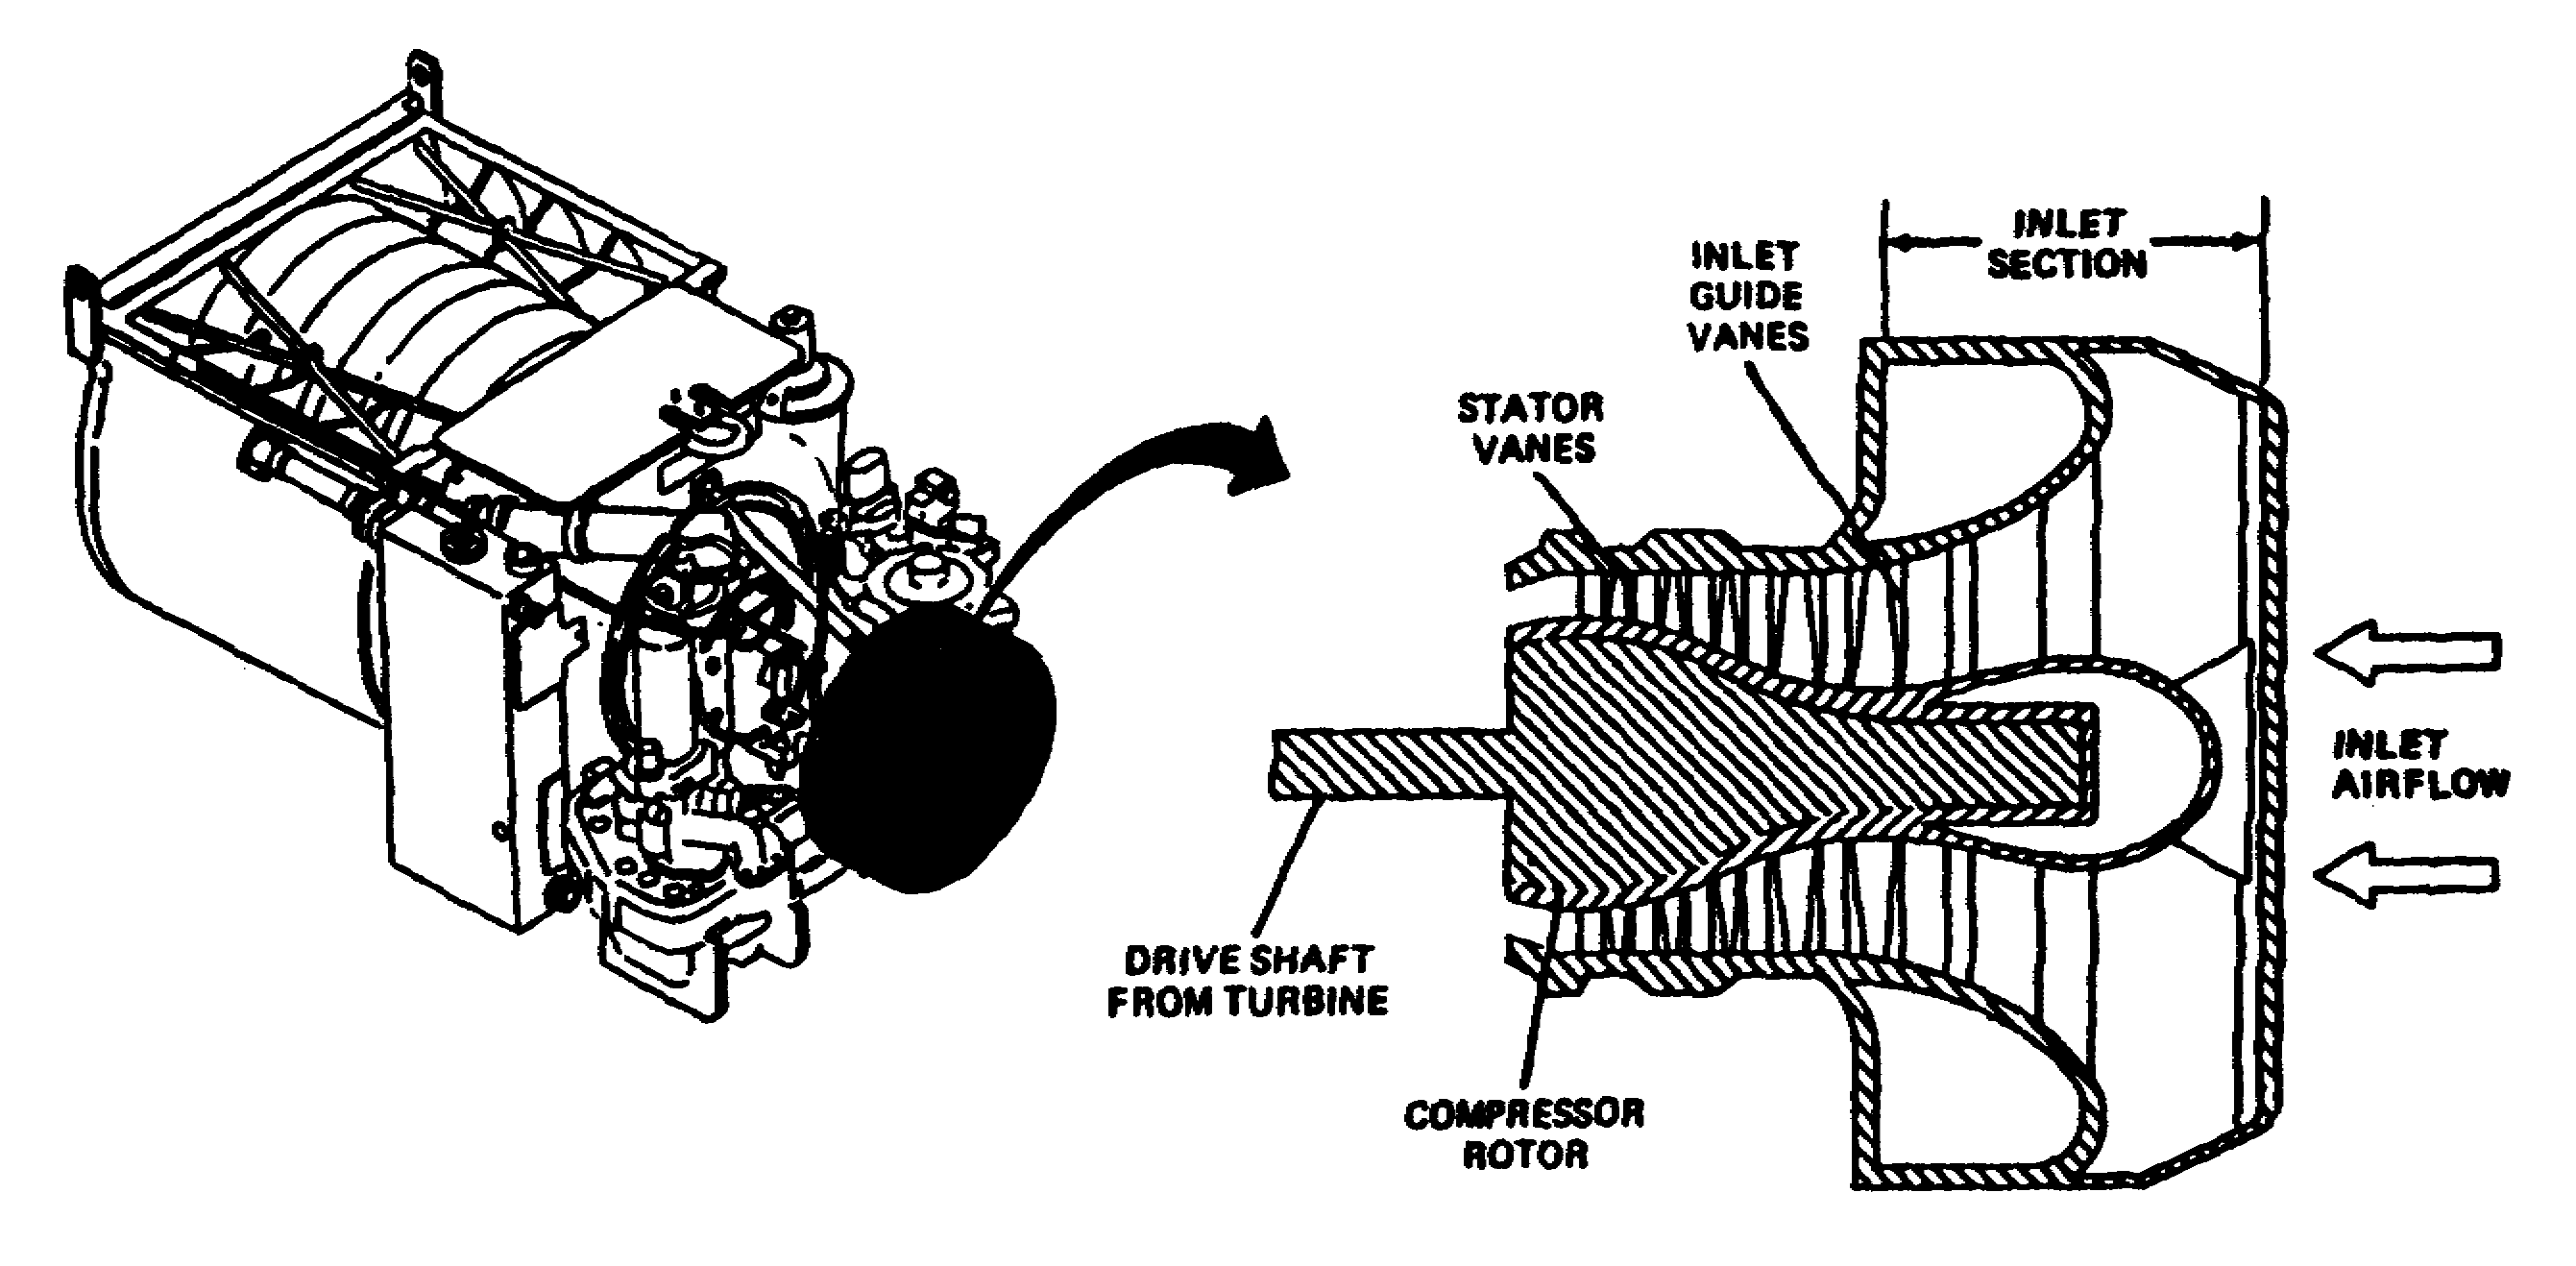 INLET
SECTION
INLET
GUIDE
VANES
STATOR
VANES
INLET
AIRFLOW
DRIVE SHAFT
FROM TURBINE
COMPRESSOR
ROTOR